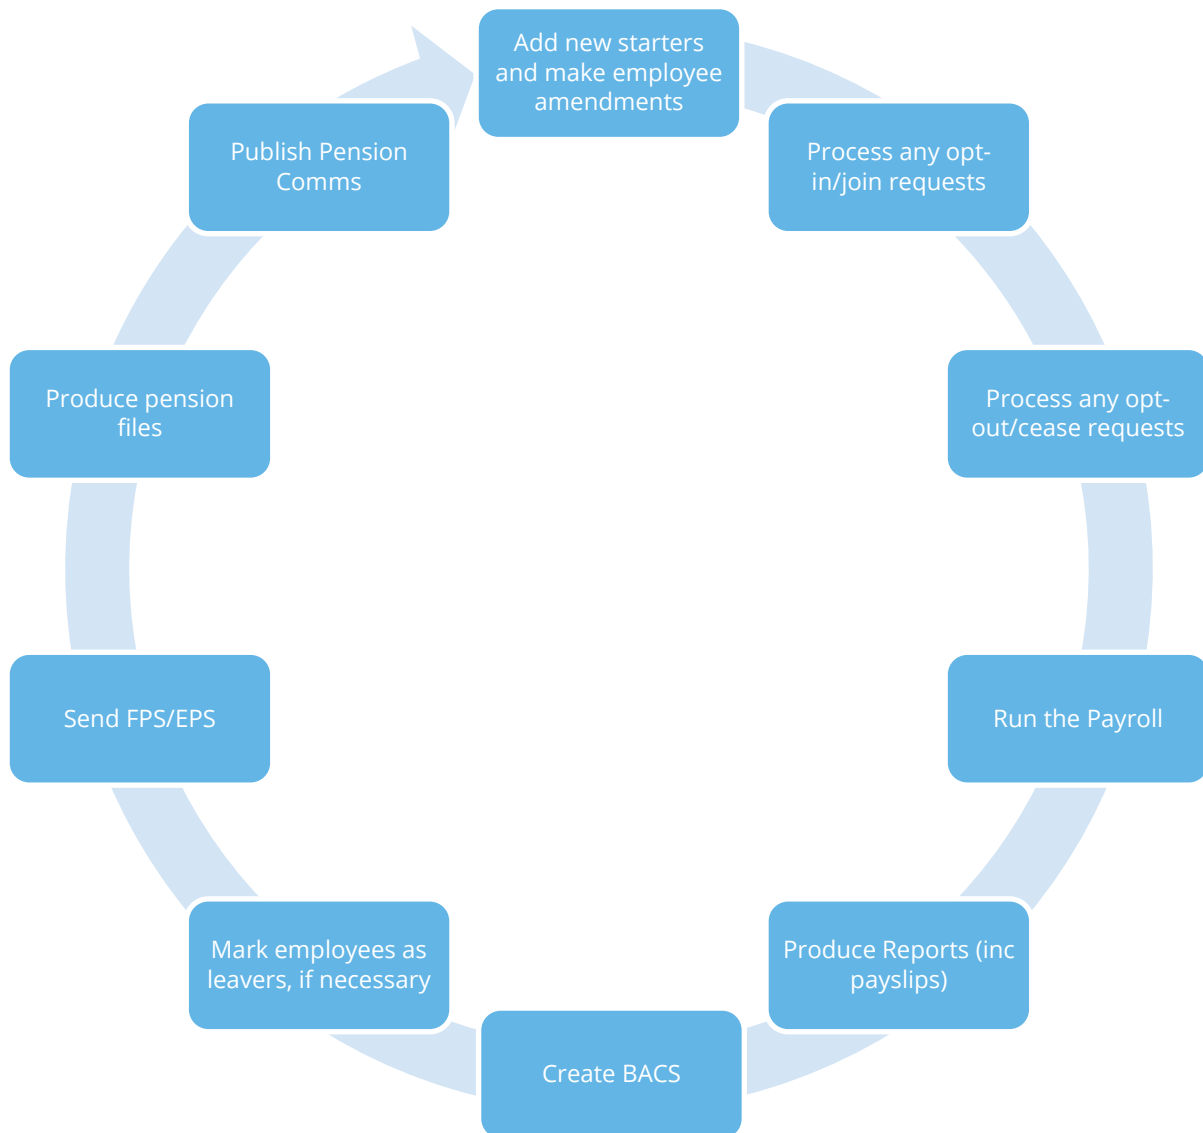 Add new starters
and make employee
amendments
Process any opt-
in/join requests
Process any opt-
out/cease requests
Run the Payroll
Produce Reports (inc
payslips)
Create BACS
Mark employees as
leavers, if necessary
Send FPS/EPS
Produce pension
files
Publish Pension
Comms